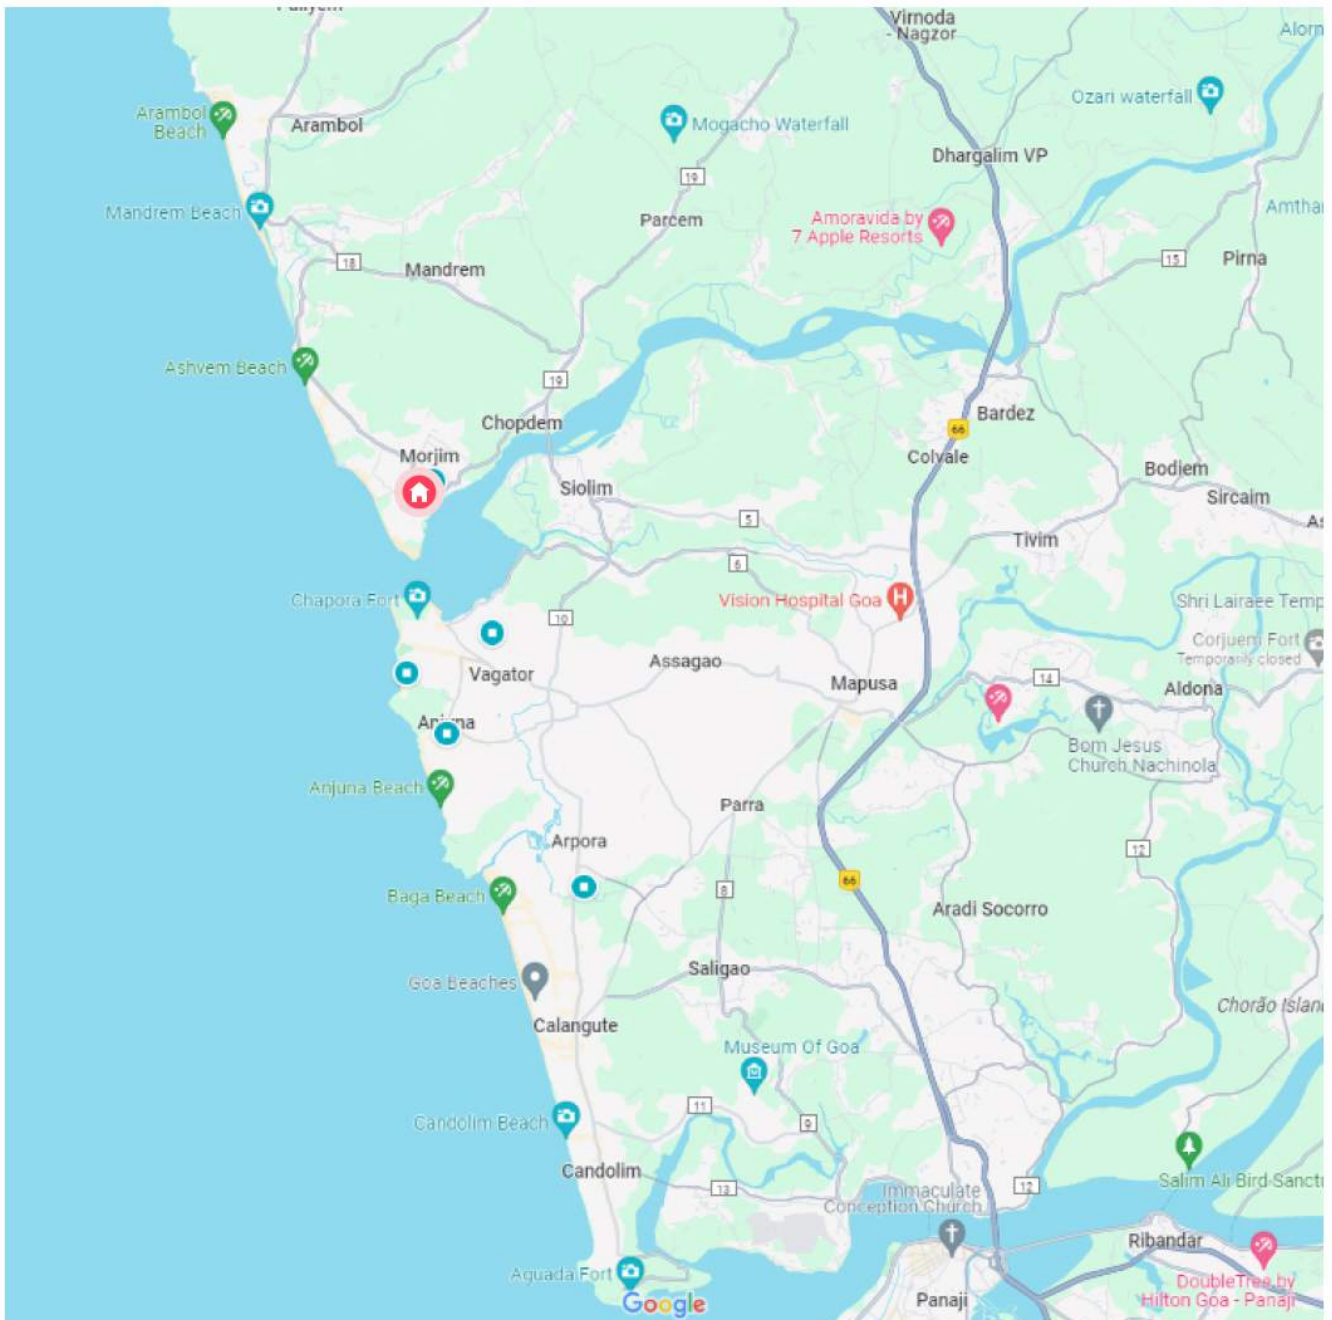 Virnoda
- Nagzor
Alorn
Arambol
Beach
Arambol
Mogacho Waterfall
Ozari waterfall
Dhargalim VP
19
Mandrem Beach
Parcem
Amoravida by
7 Apple Resorts
Amtha
18
Mandrem
15
Pirna
Ashvem Beach
19
Chopdem
Bardez
66
Morjim
Colvale
Bodiem
Siolim
Sircaim
5
As
Tivim
6
Chapora Fort
Vision Hospital Goa
H
Shri Lairaee Temp
10
Corjuem Fort
Temporarily closed
Assagao
Vagator
Mapusa
14
Aldona
Anjuna
Bom Jesus
Church Nachinola
Anjuna Beach
Parra
Arpora
12
66
8
Baga Beach
Aradi Socorro
Saligao
Goa Beaches
Chorão Islan
Calangute
Museum Of Goa
11
Candolim Beach
9
Candolim
13
Immaculate
Conception Church
12
Salim Ali Bird Sanct
Ribandar
Aguada Fort
Google
Panaji
DoubleTree by
Hilton Goa - Panaji